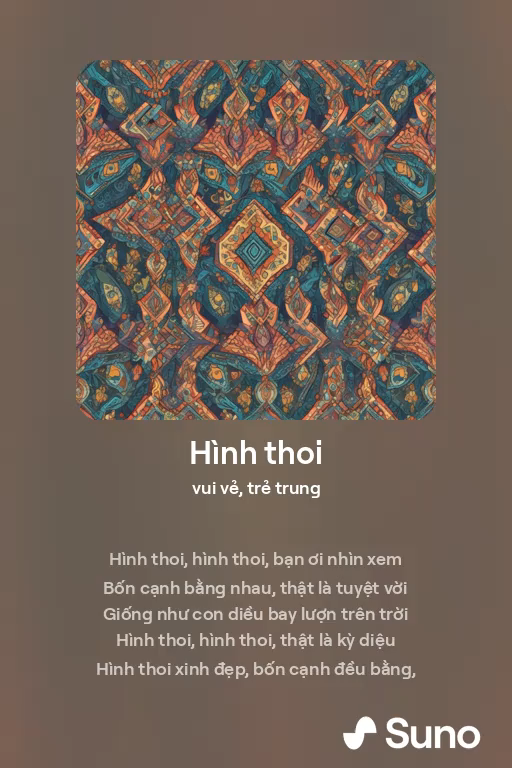 Hình thoi
vui vẻ, trẻ trung
Hình thoi, hình thoi, bạn ơi nhìn xem
Bốn cạnh bằng nhau, thật là tuyệt vời
Giống như con diều bay lượn trên trời
Hình thoi, hình thoi, thật là kỳ diệu
Hình thoi xinh đẹp, bốn cạnh đều bằng,
Suno